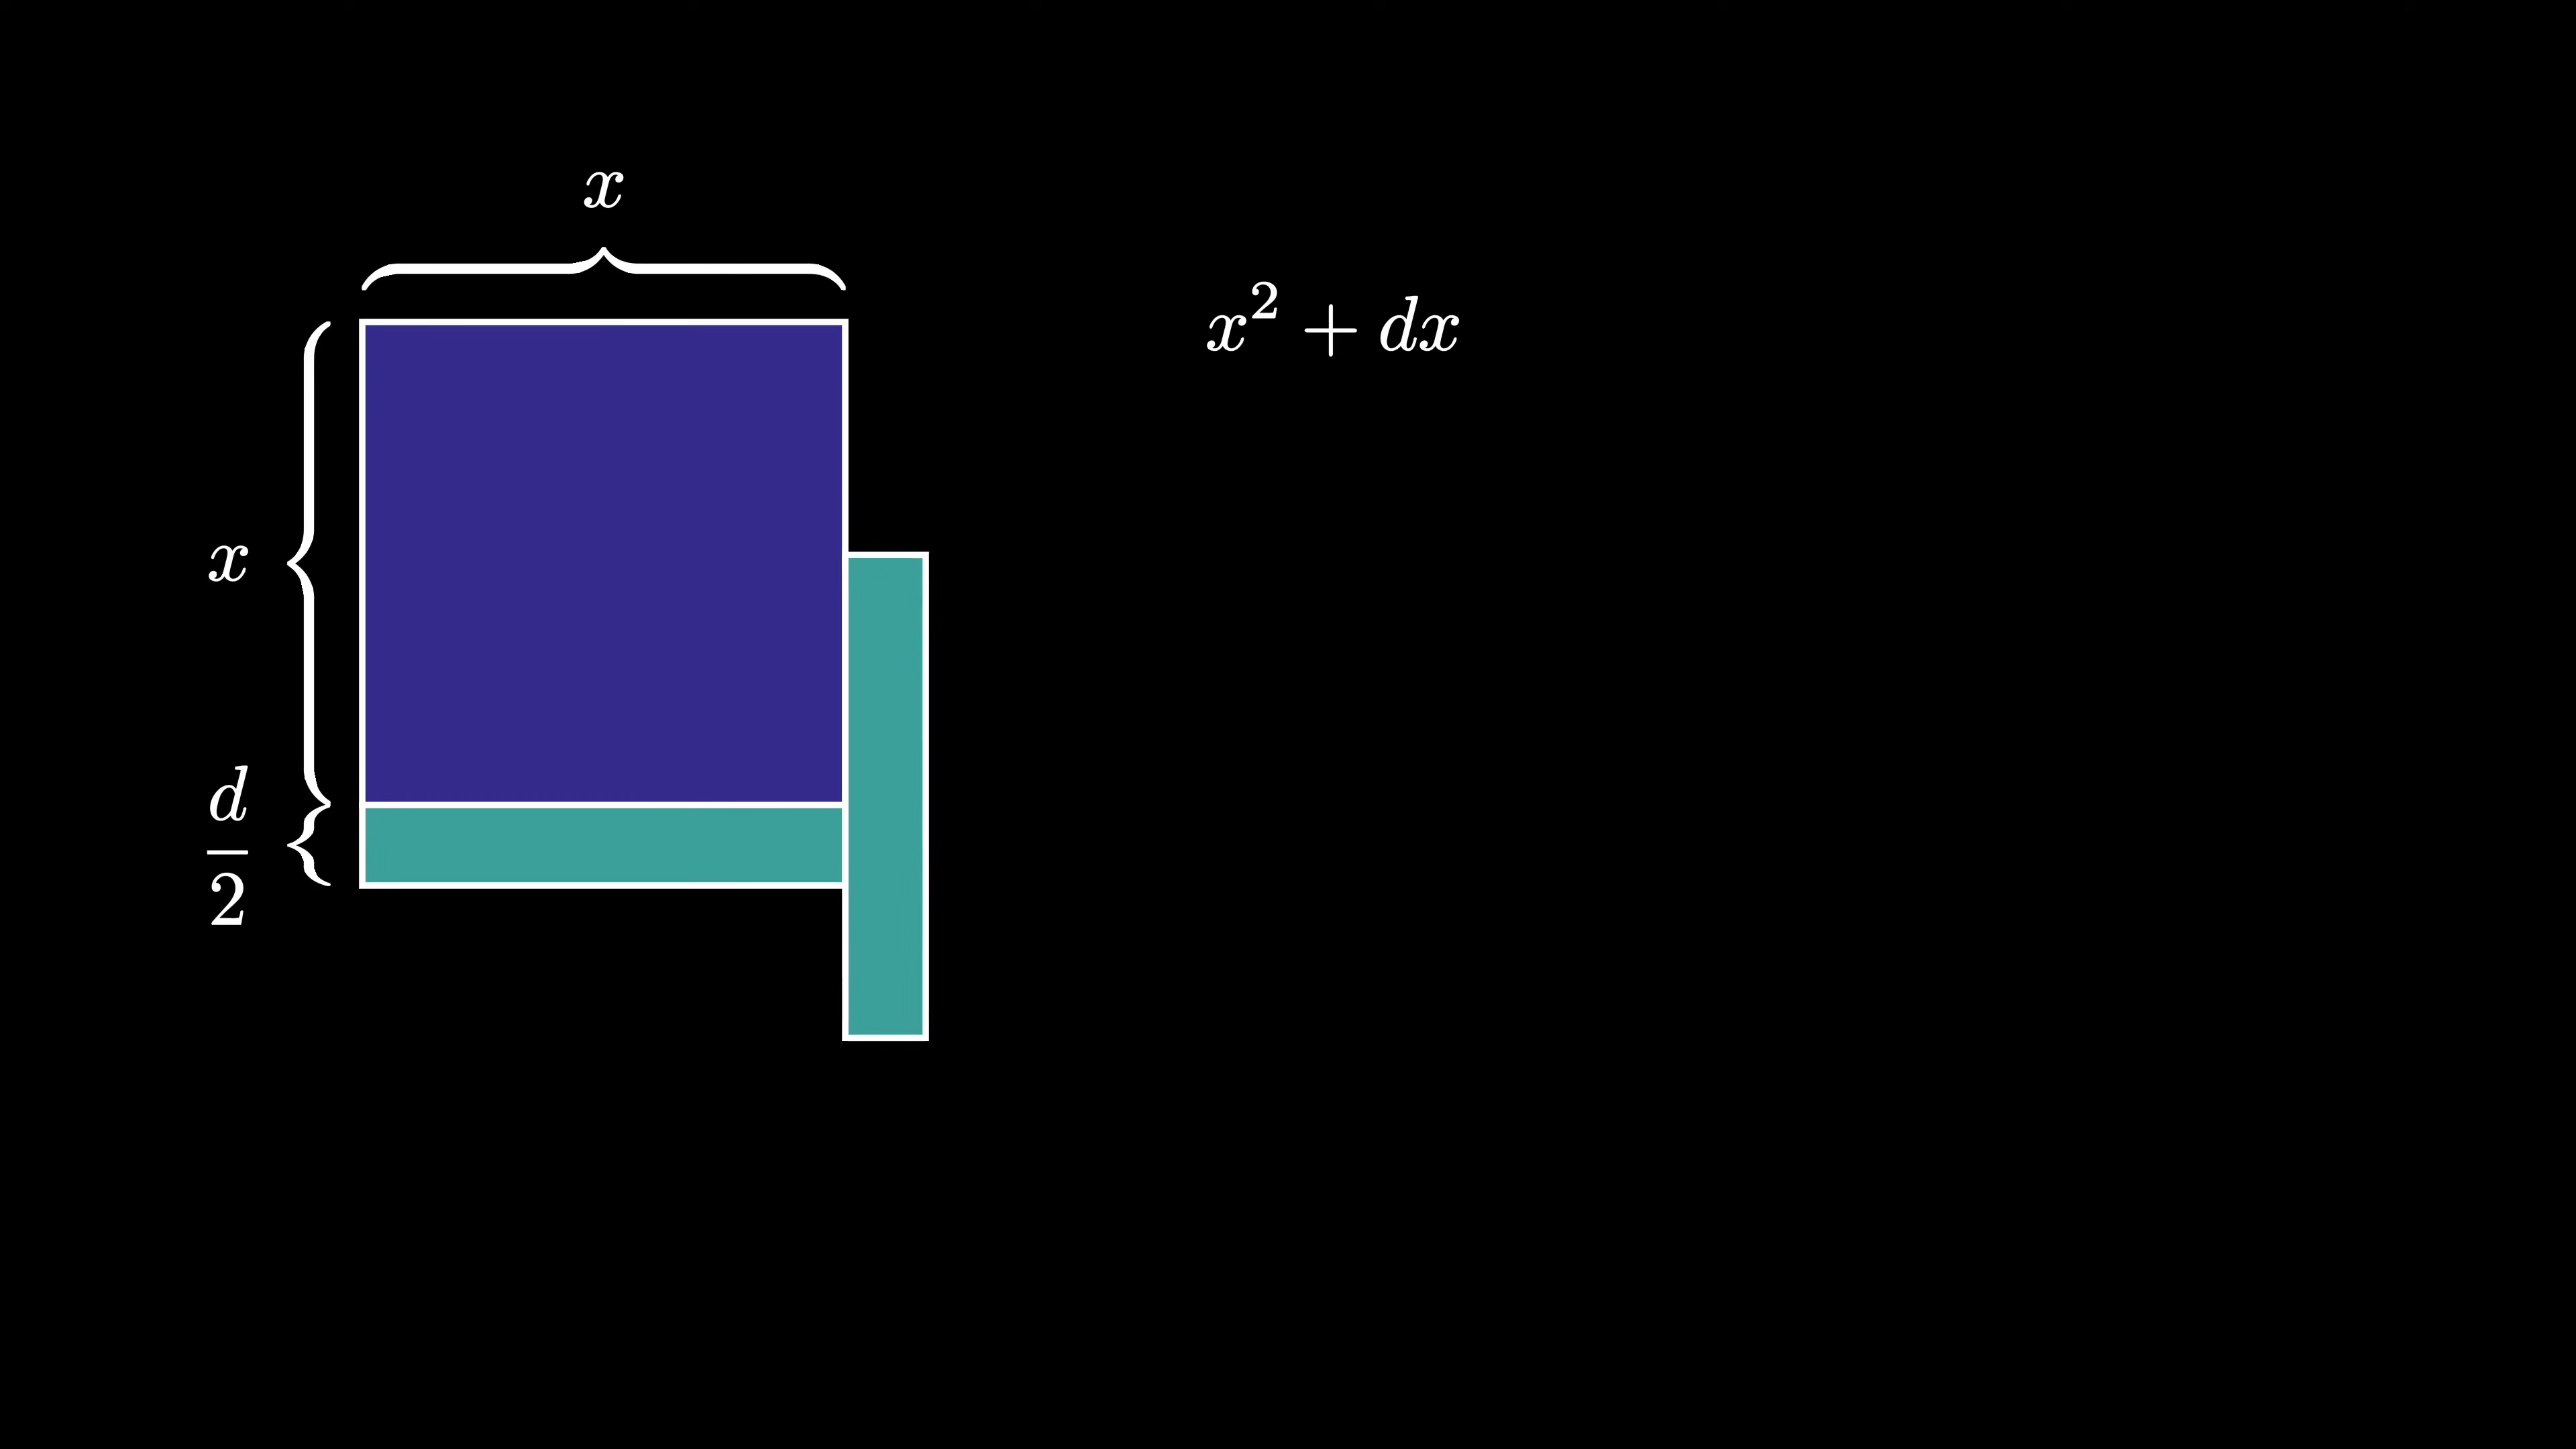 x
x² + dx
x
d/2